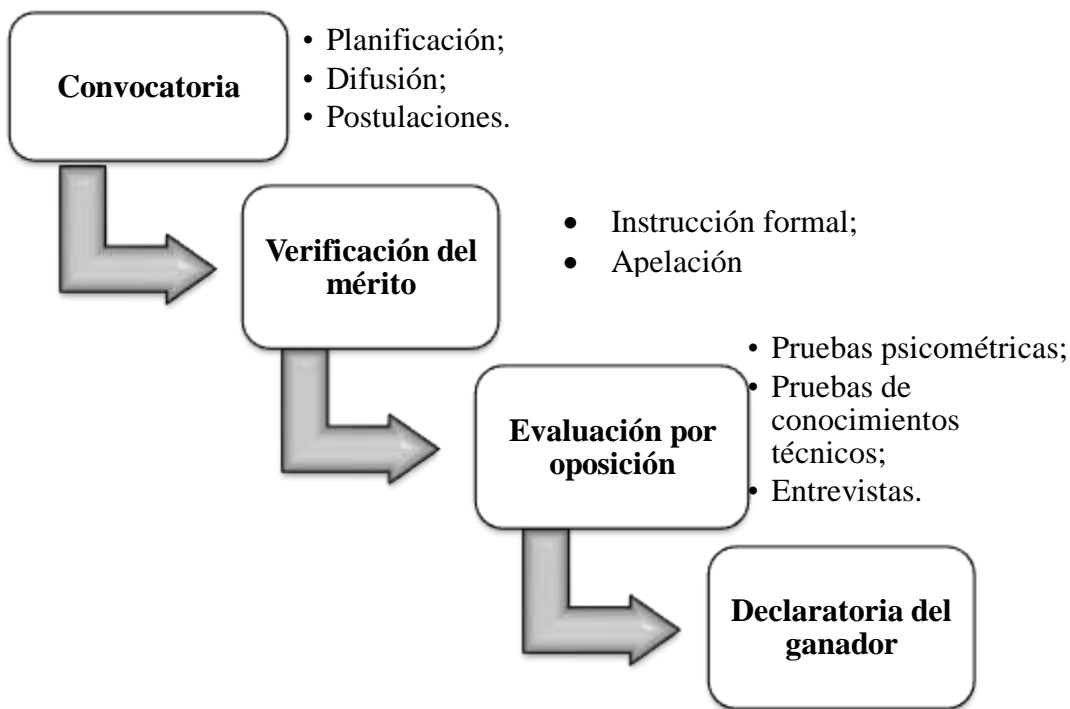 Convocatoria
• Planificación;
• Difusión;
• Postulaciones.
Verificación del
mérito
• Instrucción formal;
• Apelación
Evaluación por
oposición
• Pruebas psicométricas;
• Pruebas de
conocimientos
técnicos;
• Entrevistas.
Declaratoria del
ganador